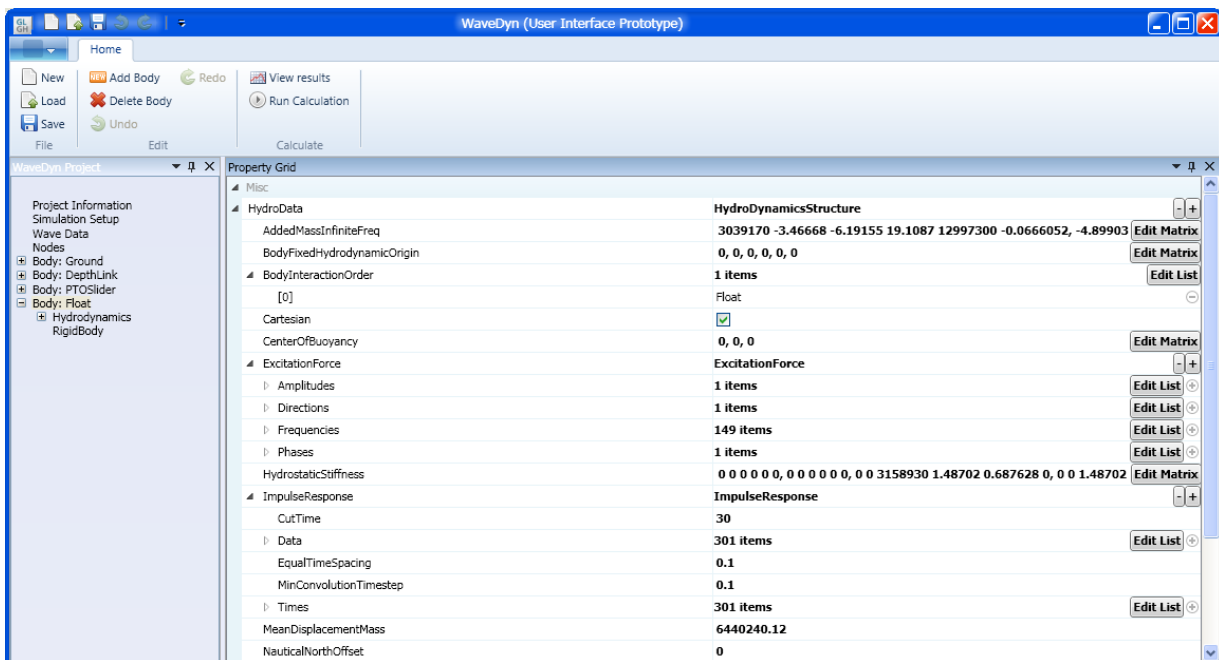 GL
GH
WaveDyn (User Interface Prototype)
Home
New
Add Body
Redo
View results
Load
Delete Body
Run Calculation
Save
Undo
File
Edit
Calculate
WaveDyn Project
Property Grid
Project Information
Simulation Setup
Wave Data
Nodes
Body: Ground
Body: DepthLink
Body: PTOSlider
Body: Float
Hydrodynamics
RigidBody
Misc
HydroData HydroDynamicsStructure - +
AddedMassInfiniteFreq 3039170 -3.46668 -6.19155 19.1087 12997300 -0.0666052, -4.89903 Edit Matrix
BodyFixedHydrodynamicOrigin 0, 0, 0, 0, 0, 0 Edit Matrix
BodyInteractionOrder 1 items Edit List
[0] Float
Cartesian
CenterOfBuoyancy 0, 0, 0 Edit Matrix
ExcitationForce ExcitationForce - +
Amplitudes 1 items Edit List
Directions 1 items Edit List
Frequencies 149 items Edit List
Phases 1 items Edit List
HydrostaticStiffness 0 0 0 0 0 0, 0 0 0 0 0 0, 0 0 3158930 1.48702 0.687628 0, 0 0 1.48702 Edit Matrix
ImpulseResponse ImpulseResponse - +
CutTime 30
Data 301 items Edit List
EqualTimeSpacing 0.1
MinConvolutionTimestep 0.1
Times 301 items Edit List
MeanDisplacementMass 6440240.12
NauticalNorthOffset 0